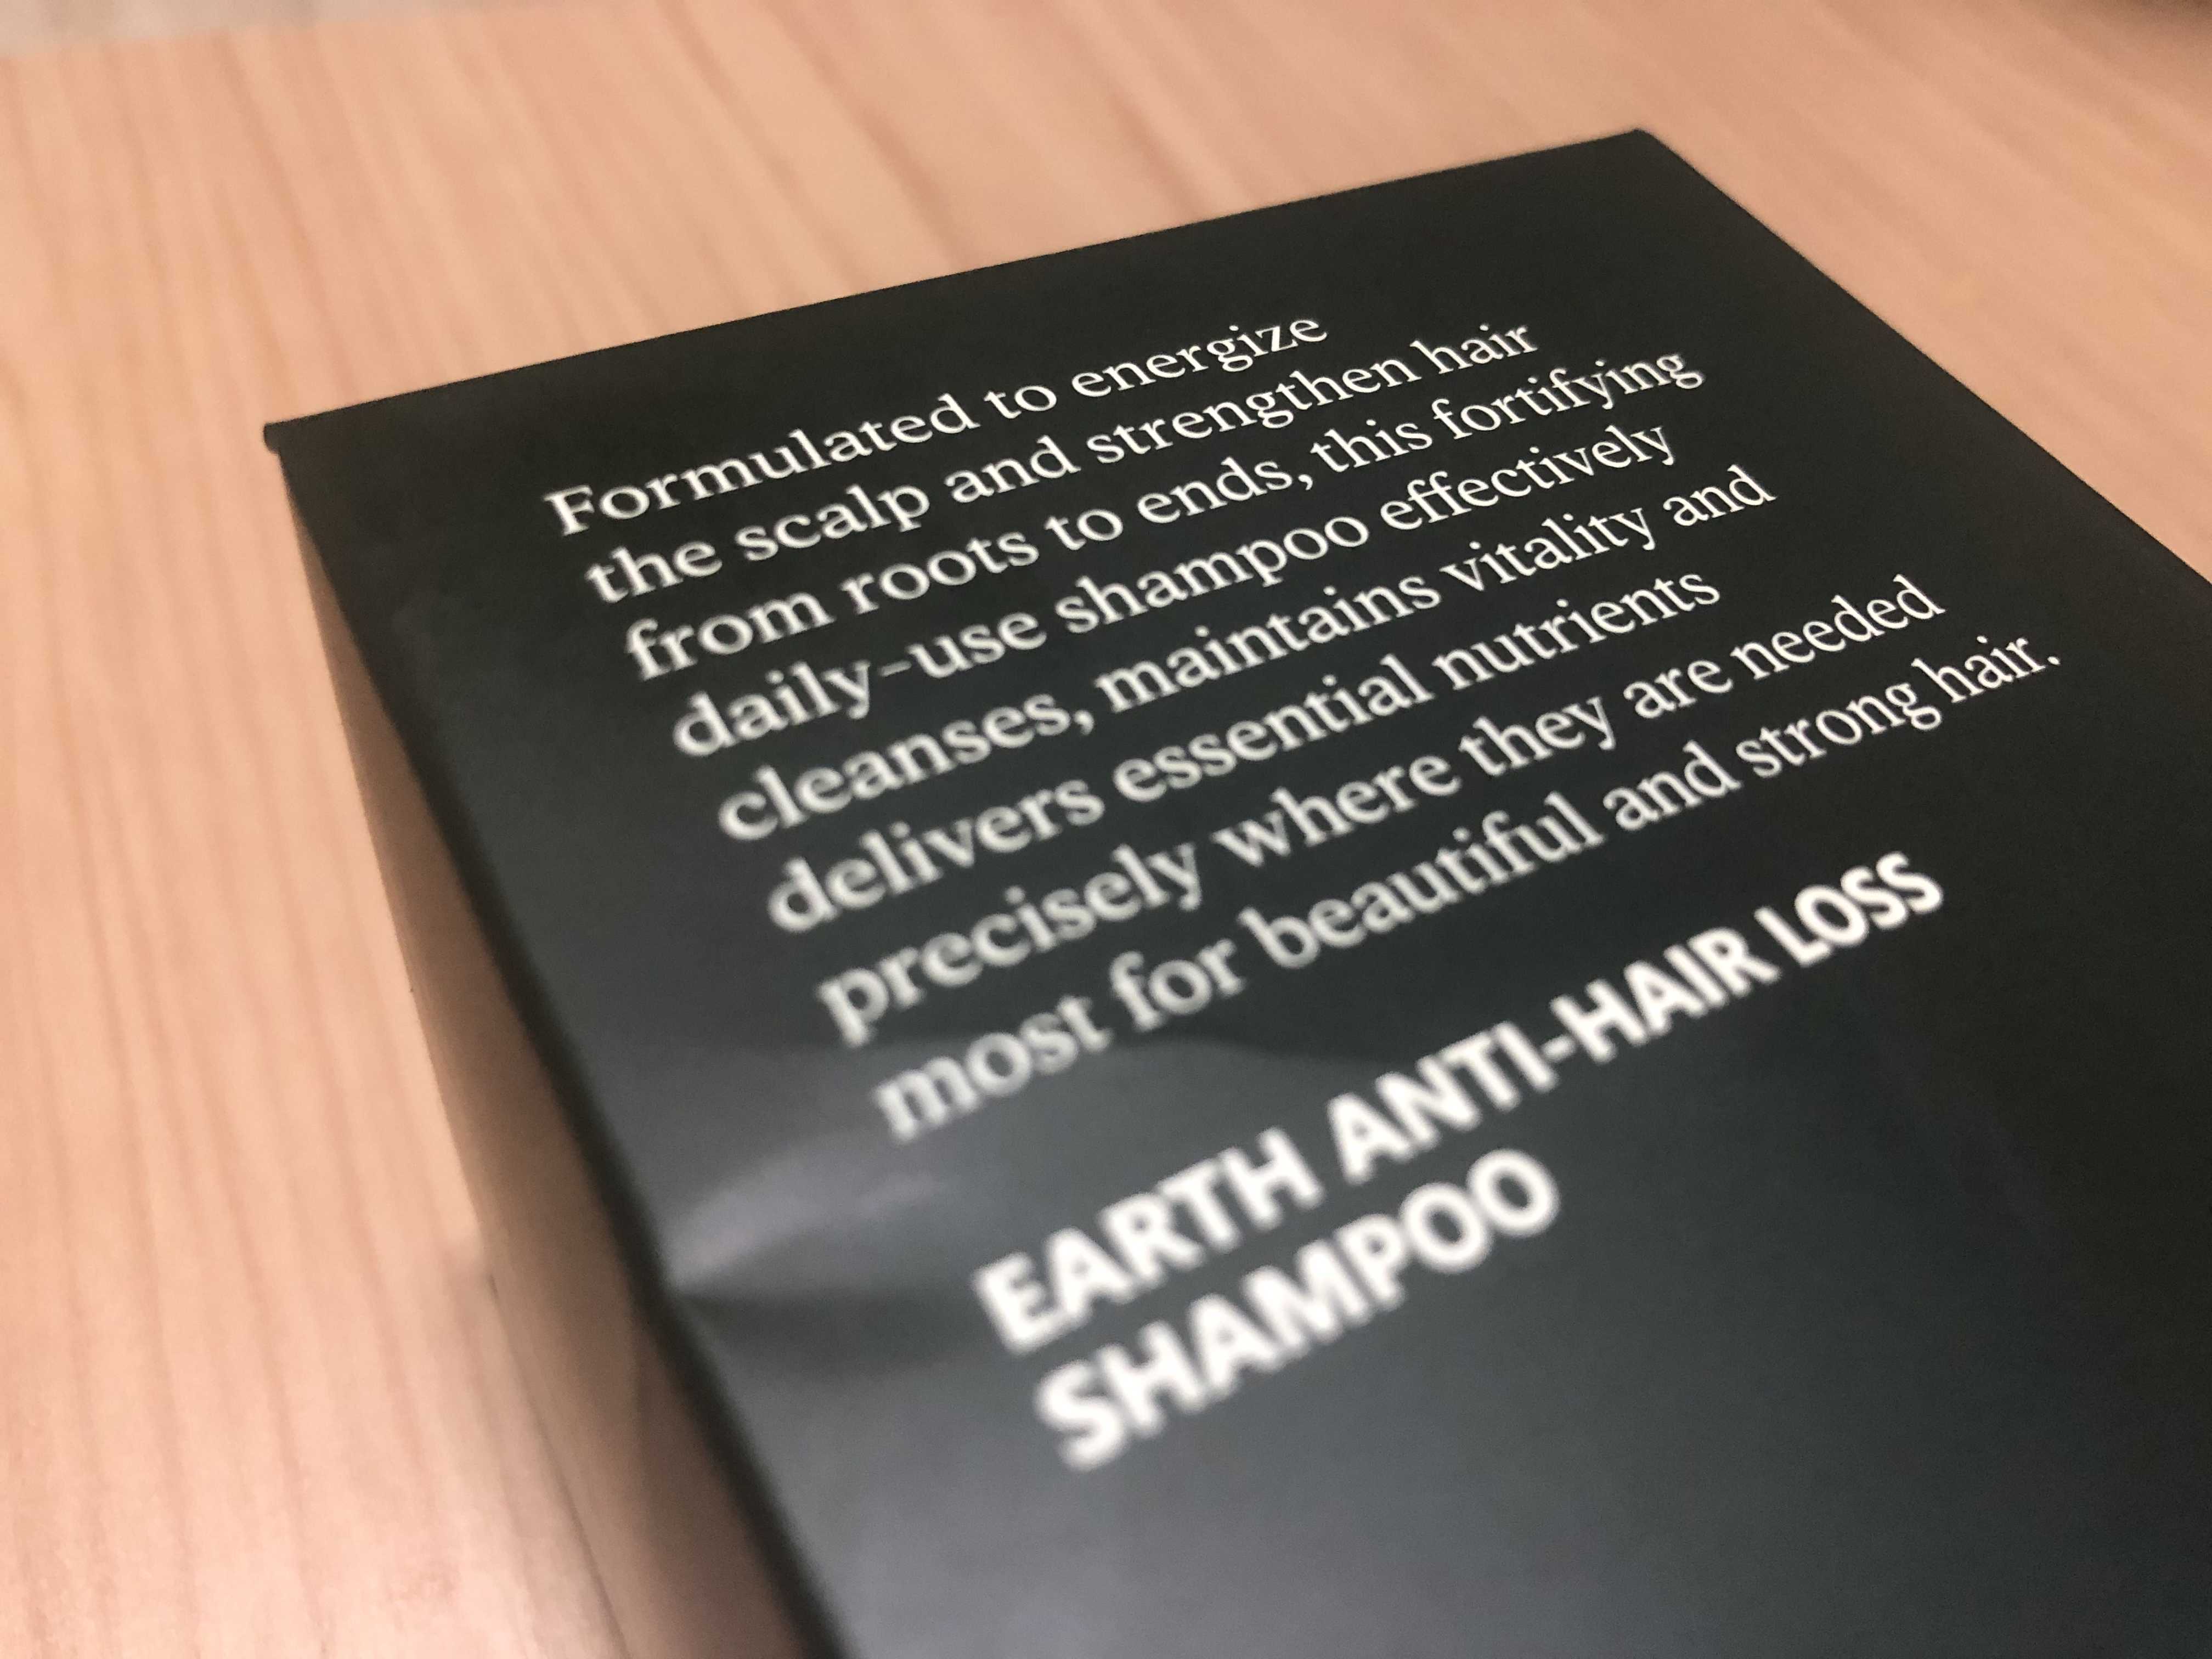 Formulated to energize
the scalp and strengthen hair
from roots to ends, this fortifying
daily-use shampoo effectively
cleanses, maintains vitality and
delivers essential nutrients
precisely where they are needed
most for beautiful and strong hair.
EARTH ANTI-HAIR LOSS
SHAMPOO